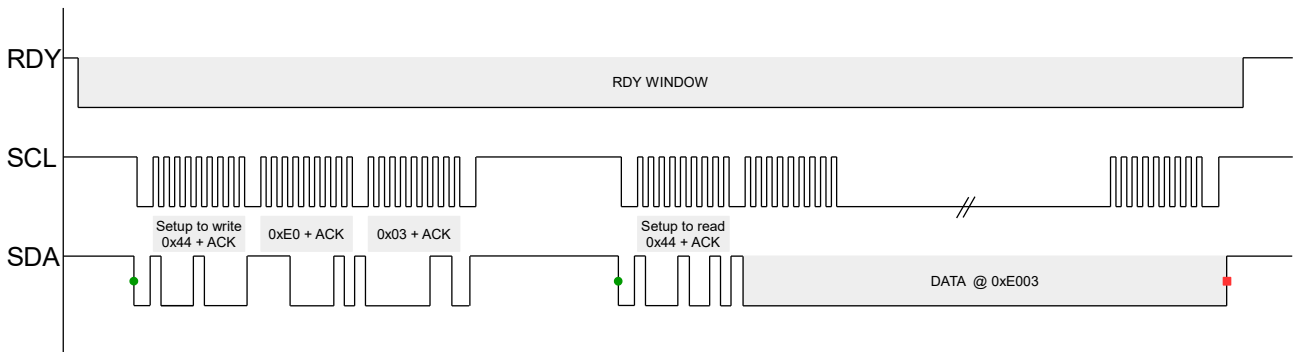 RDY
RDY WINDOW
SCL
Setup to write
0x44 + ACK
0xE0 + ACK
0x03 + ACK
Setup to read
0x44 + ACK
SDA
DATA @ 0xE003